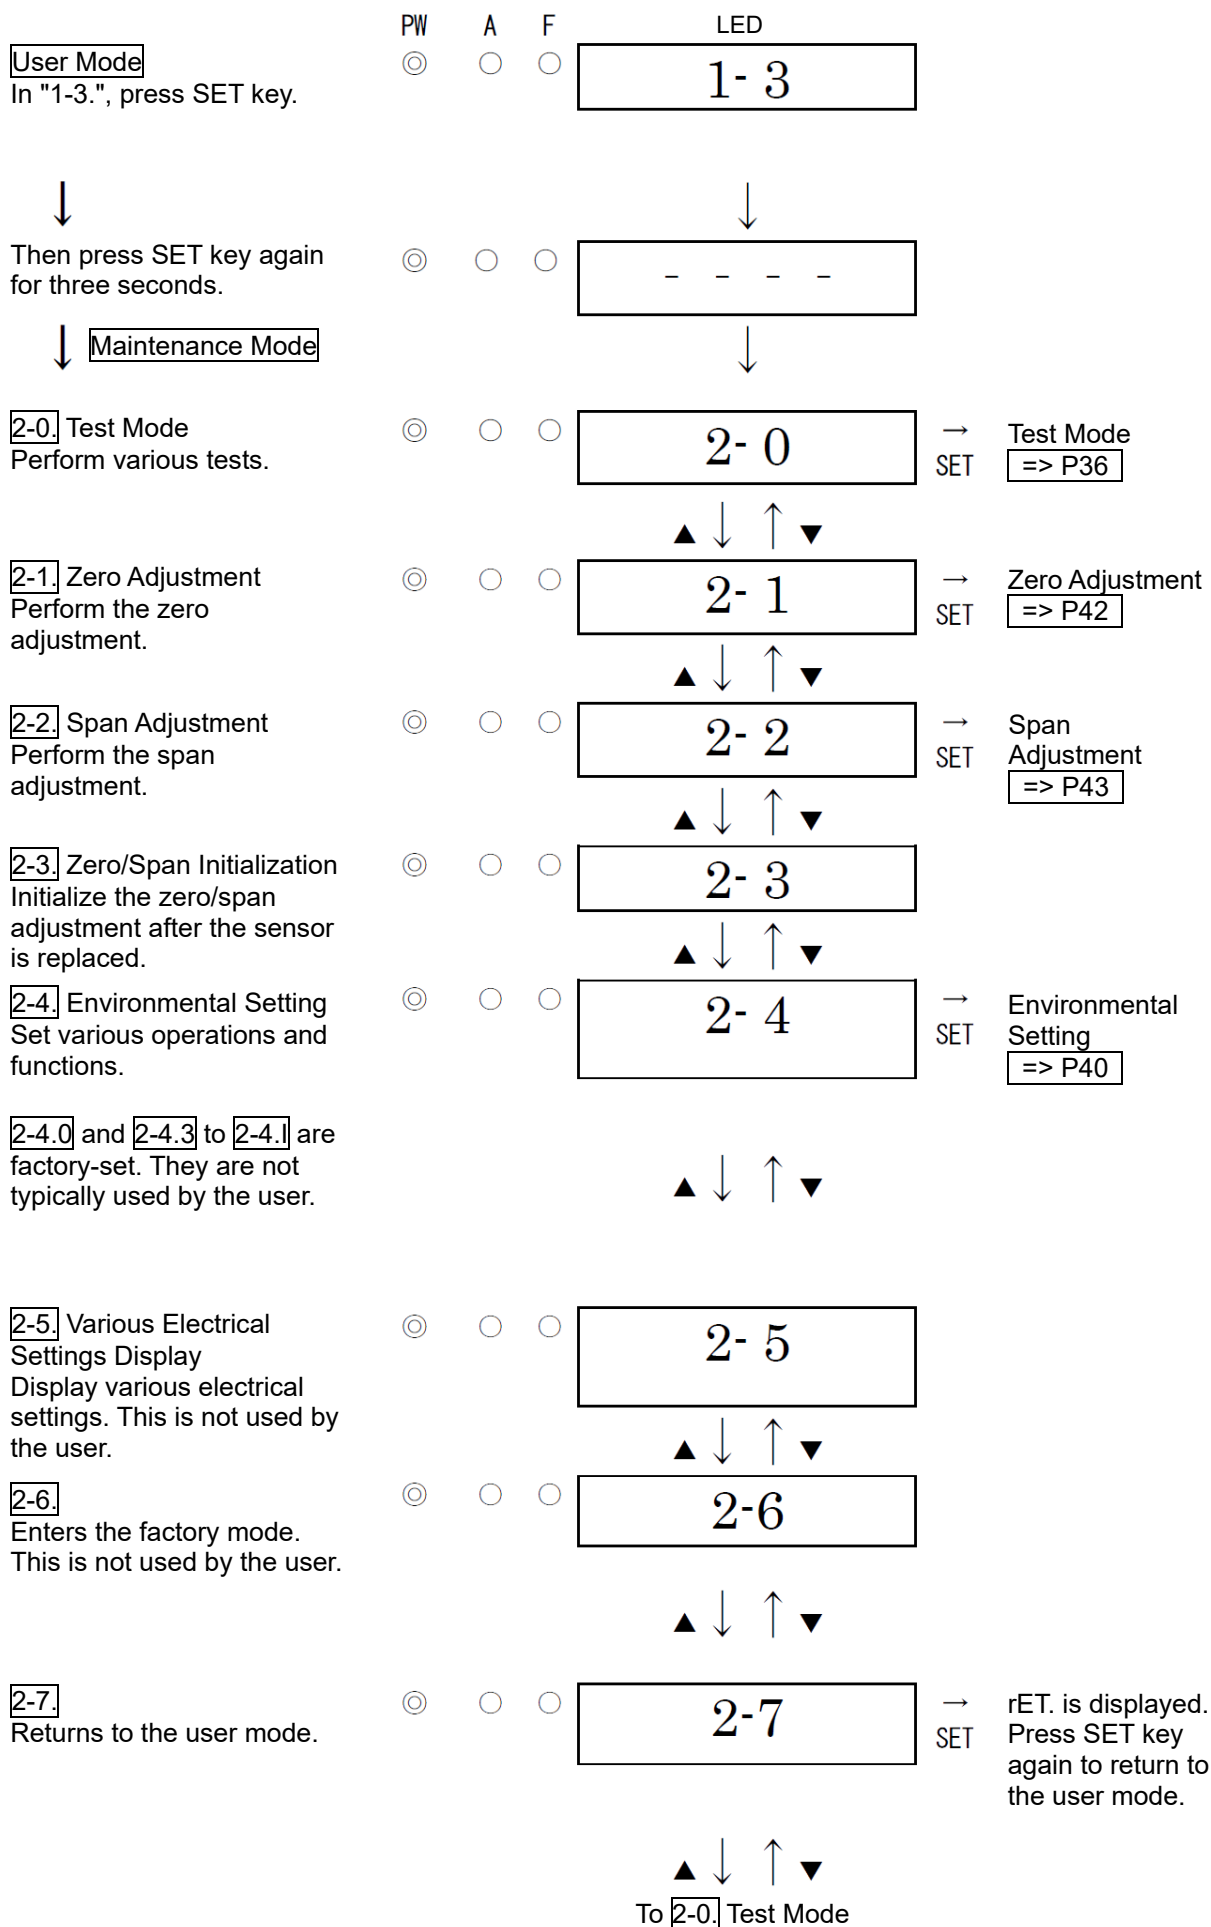 PW A F LED
User Mode
In "1-3.", press SET key.
◎ ○ ○ 1- 3
↓ ↓
Then press SET key again
for three seconds.
◎ ○ ○ - - - -
↓ Maintenance Mode ↓
2-0. Test Mode
Perform various tests.
◎ ○ ○ 2- 0
→ SET
Test Mode
=> P36
▲ ↓ ↑ ▼
2-1. Zero Adjustment
Perform the zero
adjustment.
◎ ○ ○ 2- 1
→ SET
Zero Adjustment
=> P42
▲ ↓ ↑ ▼
2-2. Span Adjustment
Perform the span
adjustment.
◎ ○ ○ 2- 2
→ SET
Span
Adjustment
=> P43
▲ ↓ ↑ ▼
2-3. Zero/Span Initialization
Initialize the zero/span
adjustment after the sensor
is replaced.
◎ ○ ○ 2- 3
▲ ↓ ↑ ▼
2-4. Environmental Setting
Set various operations and
functions.
◎ ○ ○ 2- 4
→ SET
Environmental
Setting
=> P40
2-4.0 and 2-4.3 to 2-4.I are
factory-set. They are not
typically used by the user.
▲ ↓ ↑ ▼
2-5. Various Electrical
Settings Display
Display various electrical
settings. This is not used by
the user.
◎ ○ ○ 2- 5
▲ ↓ ↑ ▼
2-6.
Enters the factory mode.
This is not used by the user.
◎ ○ ○ 2-6
▲ ↓ ↑ ▼
2-7.
Returns to the user mode.
◎ ○ ○ 2-7
→ SET
rET. is displayed.
Press SET key
again to return to
the user mode.
▲ ↓ ↑ ▼
To 2-0. Test Mode